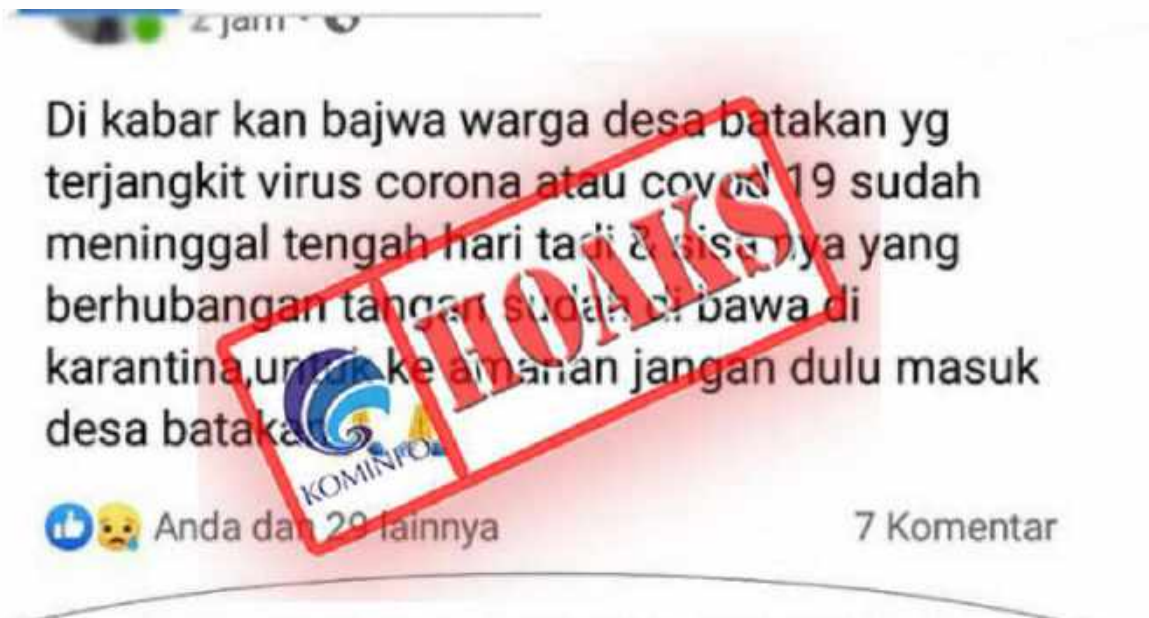 2 jam
Di kabar kan bajwa warga desa batakan yg
terjangkit virus corona atau covod 19 sudah
meninggal tengah hari tadi & sisa nya yang
berhubangan tangan sudah di bawa di
karantina,untuk ke amanan jangan dulu masuk
desa batakan
HOAKS
KOMINFO
Anda dan 29 lainnya
7 Komentar